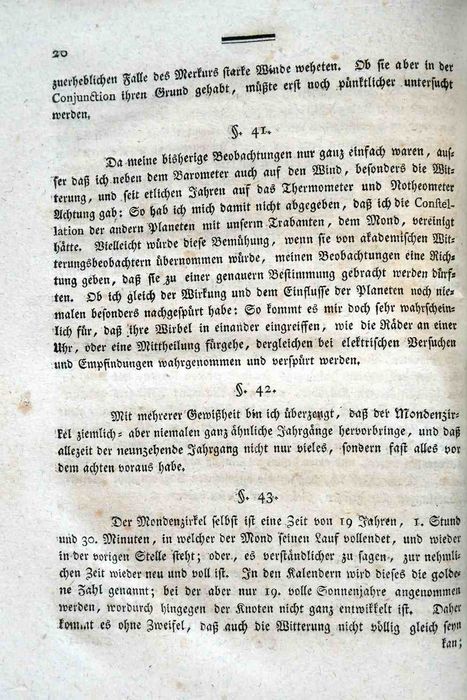 20
zuerheblichen Falle des Merkurs starke Winde weheten. Ob sie aber in der
Conjunction ihren Grund gehabt, müßte erst noch pünktlicher untersucht
werden.
§. 41.
Da meine bisherige Beobachtungen nur ganz einfach waren, aus-
ser daß ich neben dem Barometer auch auf den Wind, besonders die Wit-
terung, und seit etlichen Jahren auf das Thermometer und Notheometer
Achtung gab: So hab ich mich damit nicht abgegeben, daß ich die Constel-
lation der andern Planeten mit unserm Trabanten, dem Mond, vereinigt
hätte. Vielleicht würde diese Bemühung, wenn sie von akademischen Wit-
terungsbeobachtern übernommen würde, meinen Beobachtungen eine Rich-
tung geben, daß sie zu einer genauern Bestimmung gebracht werden dürf-
ten. Ob ich gleich der Wirkung und dem Einflusse der Planeten noch nie-
malen besonders nachgespürt habe: So kommt es mir doch sehr wahrschein-
lich für, daß ihre Wirbel in einander eingreiffen, wie die Räder an einer
Uhr, oder eine Mittheilung fürgehe, dergleichen bei elektrischen Versuchen
und Empfindungen wahrgenommen und verspürt werden.
§. 42.
Mit mehrerer Gewißheit bin ich überzeugt, daß der Mondenzir-
kel ziemlich- aber niemalen ganz ähnliche Jahrgänge hervorbringe, und daß
allezeit der neunzehende Jahrgang nicht nur vieles, sondern fast alles vor
dem achten voraus habe.
§. 43.
Der Mondenzirkel selbst ist eine Zeit von 19 Jahren, 1. Stund
und 30. Minuten, in welcher der Mond seinen Lauf vollendet, und wieder
in der vorigen Stelle steht; oder, es verständlicher zu sagen, zur nehmli-
chen Zeit wieder neu und voll ist. In den Kalendern wird dieses die golde-
ne Zahl genannt; bei der aber nur 19. volle Sonnenjahre angenommen
werden, wordurch hingegen der Knoten nicht ganz entwikelt ist. Daher
kommt es ohne Zweifel, daß auch die Witterung nicht völlig gleich seyn
kan;